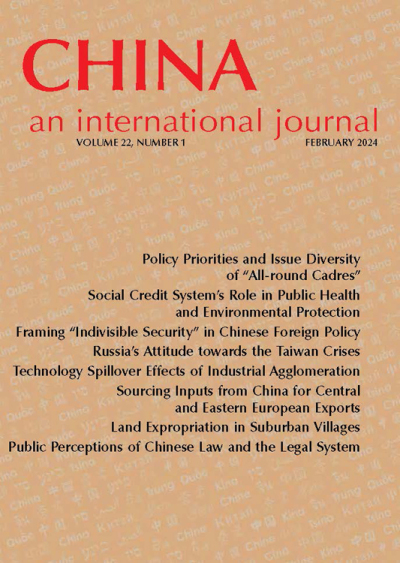 CHINA
an international journal
VOLUME 22, NUMBER 1 FEBRUARY 2024
Policy Priorities and Issue Diversity
of “All-round Cadres”
Social Credit System’s Role in Public Health
and Environmental Protection
Framing “Indivisible Security” in Chinese Foreign Policy
Russia’s Attitude towards the Taiwan Crises
Technology Spillover Effects of Industrial Agglomeration
Sourcing Inputs from China for Central
and Eastern European Exports
Land Expropriation in Suburban Villages
Public Perceptions of Chinese Law and the Legal System